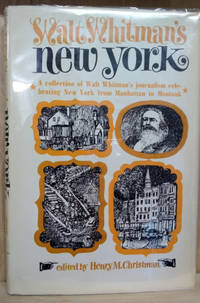 Walt Whitman's
new york
A collection of Walt Whitman's journalism cele-
brating New York from Manhattan to Montauk
edited by Henry M. Christman